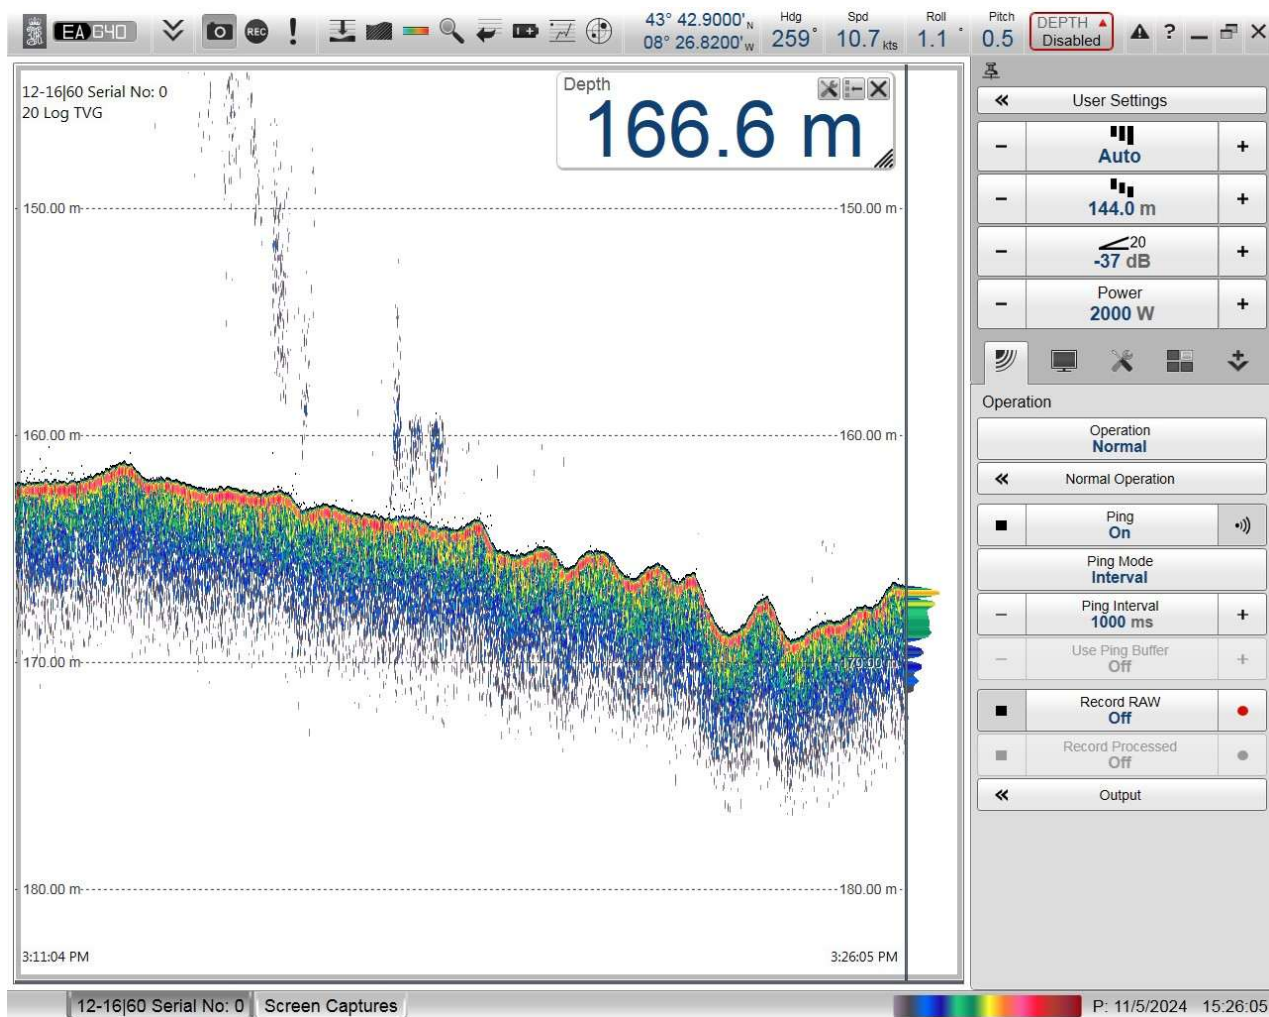 EA640
REC
43° 42.9000' N
08° 26.8200' W
Hdg
259°
Spd
10.7 kts
Roll
1.1 °
Pitch
0.5
DEPTH
Disabled
?
12-16|60 Serial No: 0
20 Log TVG
Depth
166.6 m
150.00 m
150.00 m
160.00 m
160.00 m
170.00 m
170.00 m
180.00 m
180.00 m
3:11:04 PM
3:26:05 PM
User Settings
Auto
144.0 m
20
-37 dB
Power
2000 W
Operation
Operation
Normal
Normal Operation
Ping
On
Ping Mode
Interval
Ping Interval
1000 ms
Use Ping Buffer
Off
Record RAW
Off
Record Processed
Off
Output
12-16|60 Serial No: 0
Screen Captures
P: 11/5/2024 15:26:05